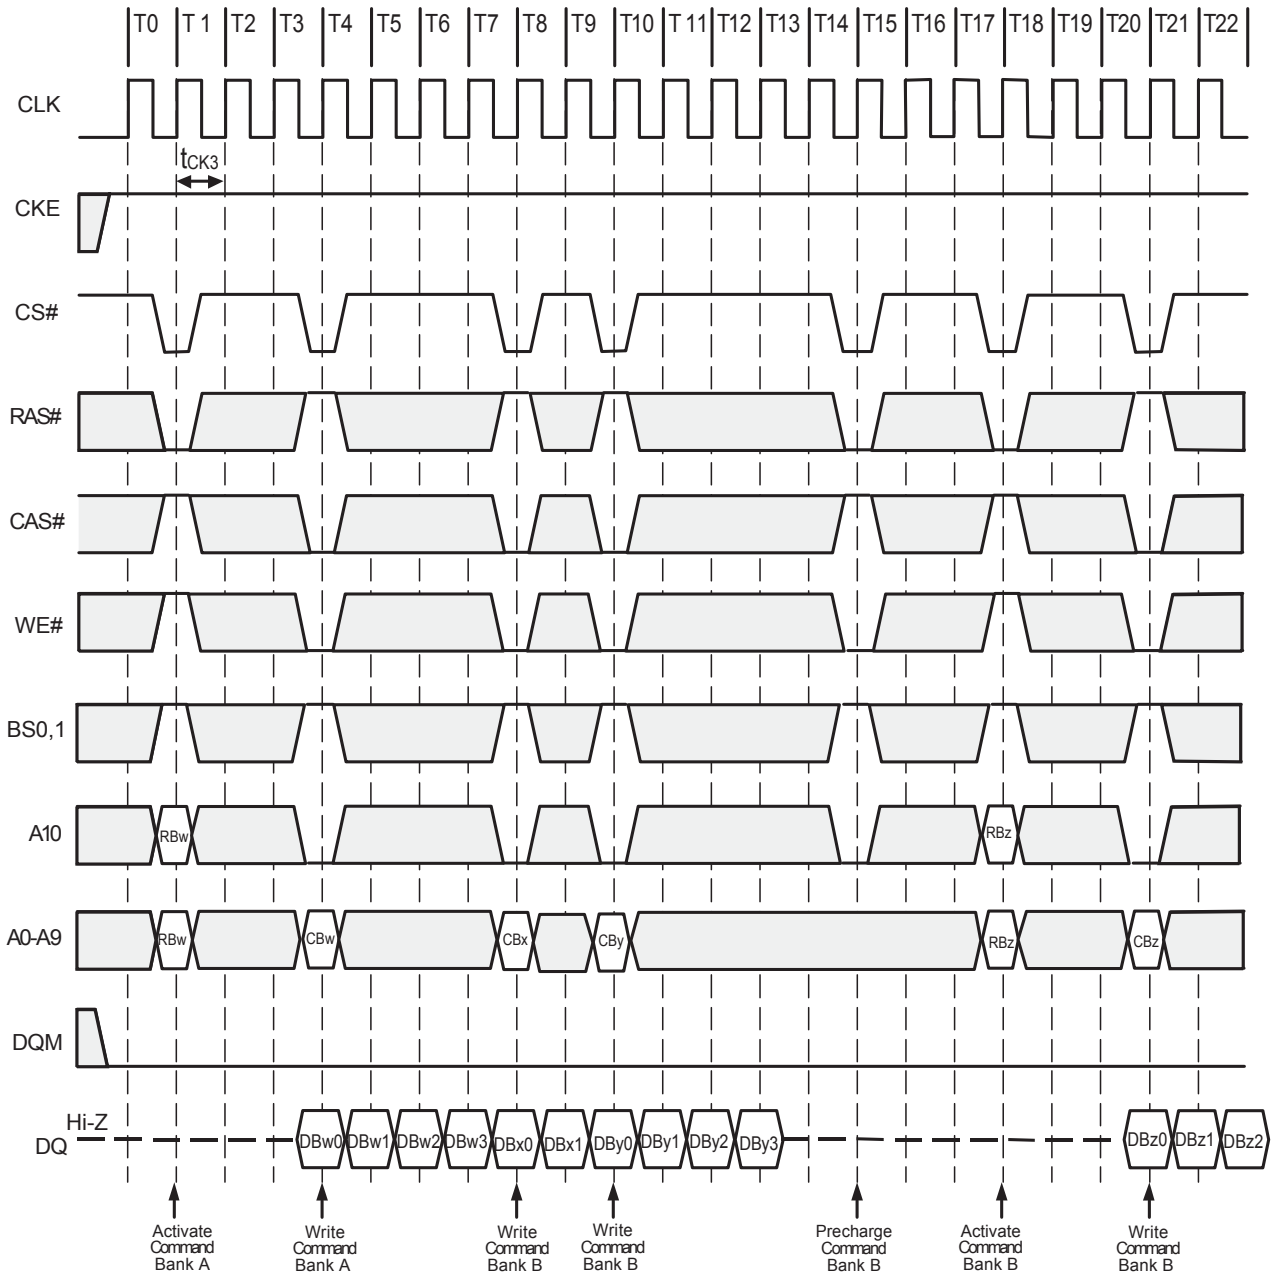 T0 T 1 T2 T3 T4 T5 T6 T7 T8 T9 T10 T 11 T12 T13 T14 T15 T16 T17 T18 T19 T20 T21 T22
CLK
tCK3
CKE
CS#
RAS#
CAS#
WE#
BS0,1
A10 RBw RBz
A0-A9 RBw CBw CBx CBy RBz CBz
DQM
Hi-Z
DQ DBw0 DBw1 DBw2 DBw3 DBx0 DBx1 DBy0 DBy1 DBy2 DBy3 DBz0 DBz1 DBz2
Activate
Command
Bank A
Write
Command
Bank A
Write
Command
Bank B
Write
Command
Bank B
Precharge
Command
Bank B
Activate
Command
Bank B
Write
Command
Bank B